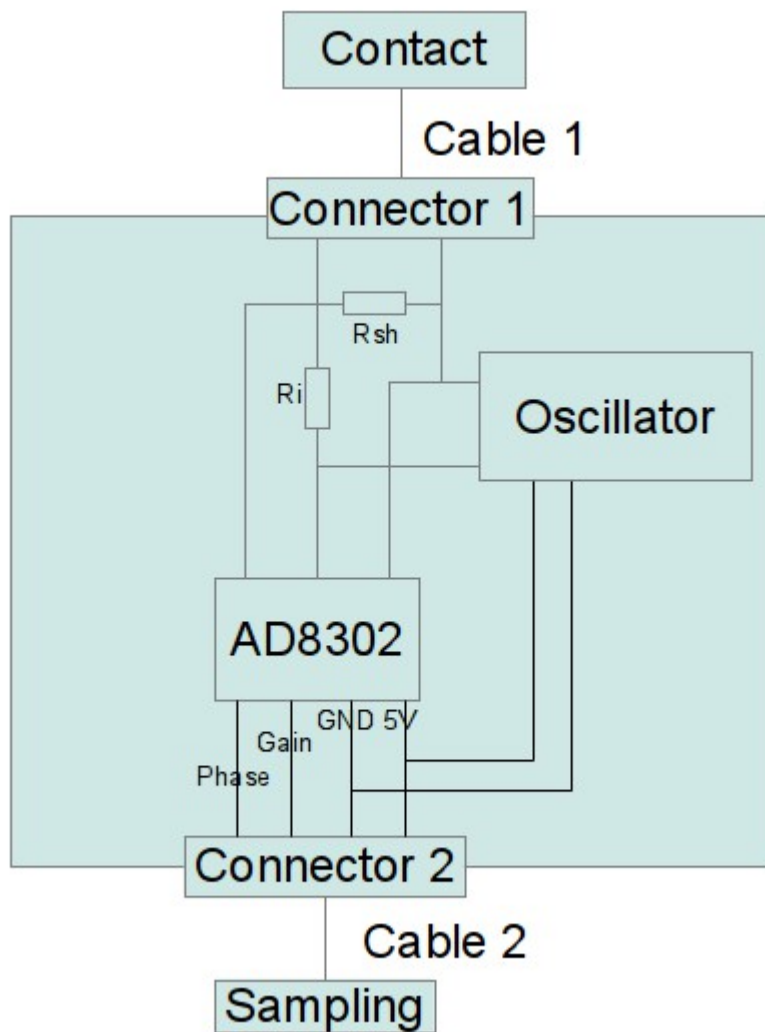 Contact
Cable 1
Connector 1
Rsh
Ri
Oscillator
AD8302
GND 5V
Gain
Phase
Connector 2
Cable 2
Sampling